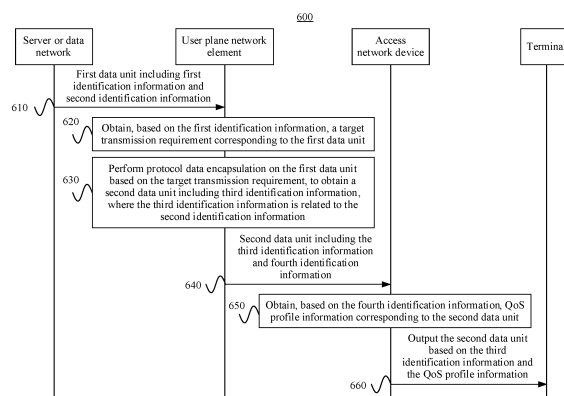 600
Server or data
network
User plane network
element
Access
network device
Terminal
First data unit including first
identification information and
second identification information
610
620
Obtain, based on the first identification information, a target
transmission requirement corresponding to the first data unit
630
Perform protocol data encapsulation on the first data unit
based on the target transmission requirement, to obtain a
second data unit including third identification information,
where the third identification information is related to the
second identification information
Second data unit including the
third identification information
and fourth identification
information
640
650
Obtain, based on the fourth identification information, QoS
profile information corresponding to the second data unit
Output the second data unit
based on the third
identification information and
the QoS profile information
660